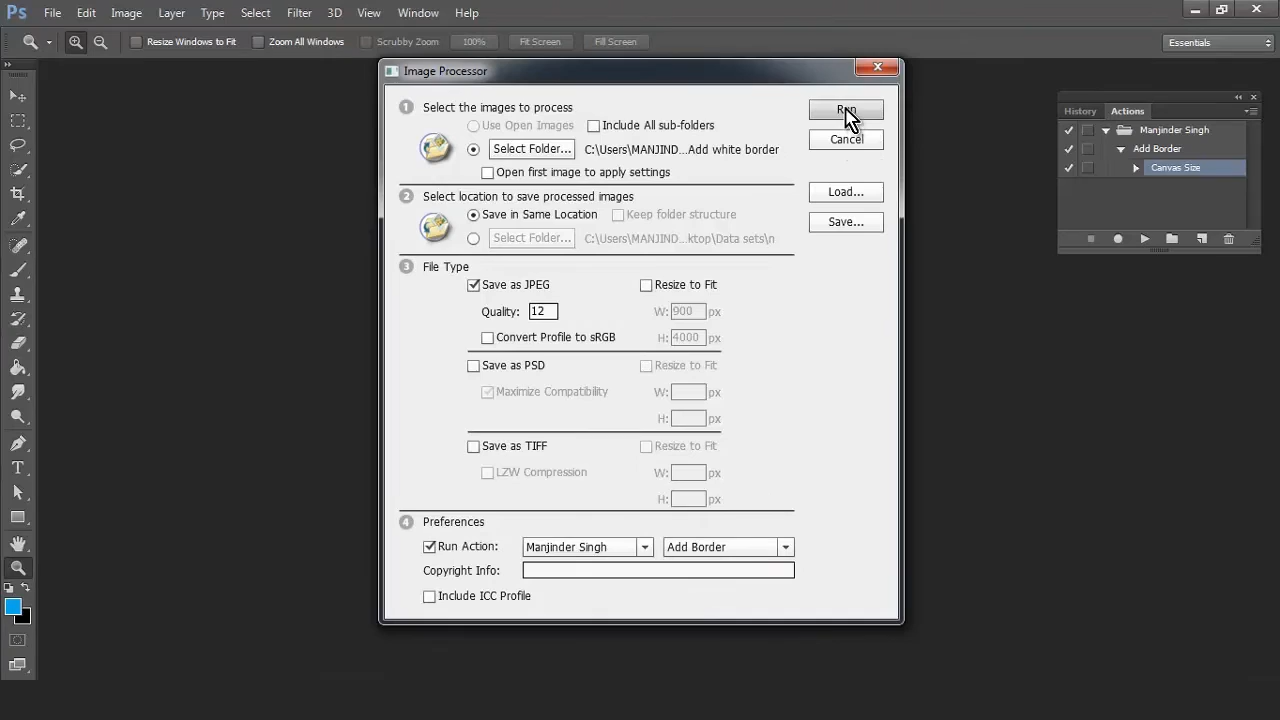 Ps File Edit Image Layer Type Select Filter 3D View Window Help
Resize Windows to Fit Zoom All Windows Scrubby Zoom 100% Fit Screen Fill Screen Essentials
Image Processor
1 Select the images to process
Use Open Images Include All sub-folders
Select Folder... C:\Users\MANJIND...Add white border
Open first image to apply settings
2 Select location to save processed images
Save in Same Location Keep folder structure
Select Folder... C:\Users\MANJIND...ktop\Data sets\n
3 File Type
Save as JPEG Resize to Fit
Quality: 12 W: 900 px
Convert Profile to sRGB H: 4000 px
Save as PSD Resize to Fit
Maximize Compatibility W: px
H: px
Save as TIFF Resize to Fit
LZW Compression W: px
H: px
4 Preferences
Run Action: Manjinder Singh Add Border
Copyright Info:
Include ICC Profile
Run
Cancel
Load...
Save...
History Actions
Manjinder Singh
Add Border
Canvas Size